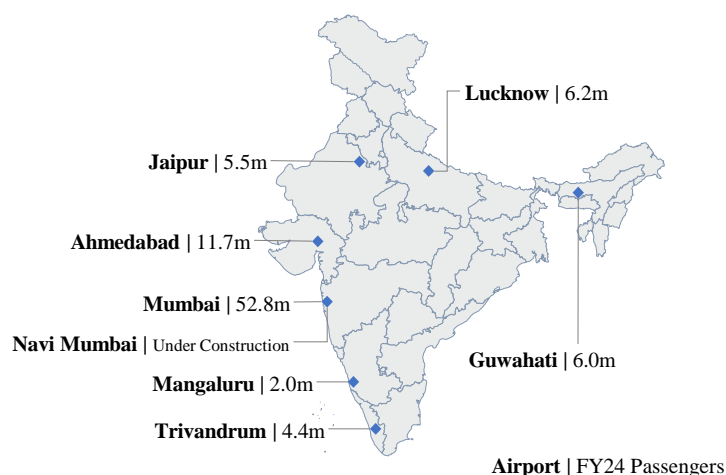 Lucknow | 6.2m
Jaipur | 5.5m
Ahmedabad | 11.7m
Mumbai | 52.8m
Navi Mumbai | Under Construction
Guwahati | 6.0m
Mangaluru | 2.0m
Trivandrum | 4.4m
Airport | FY24 Passengers